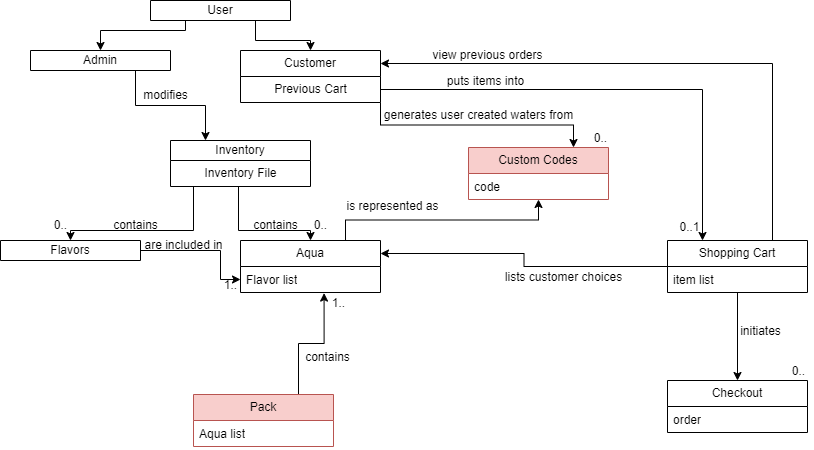 User
Admin
Customer
Previous Cart
view previous orders
puts items into
modifies
generates user created waters from
0..
Inventory
Inventory File
Custom Codes
code
is represented as
0..
contains
contains
0..
0..1
Flavors
are included in
Aqua
Flavor list
1..
lists customer choices
Shopping Cart
item list
1..
initiates
contains
0..
Pack
Aqua list
Checkout
order